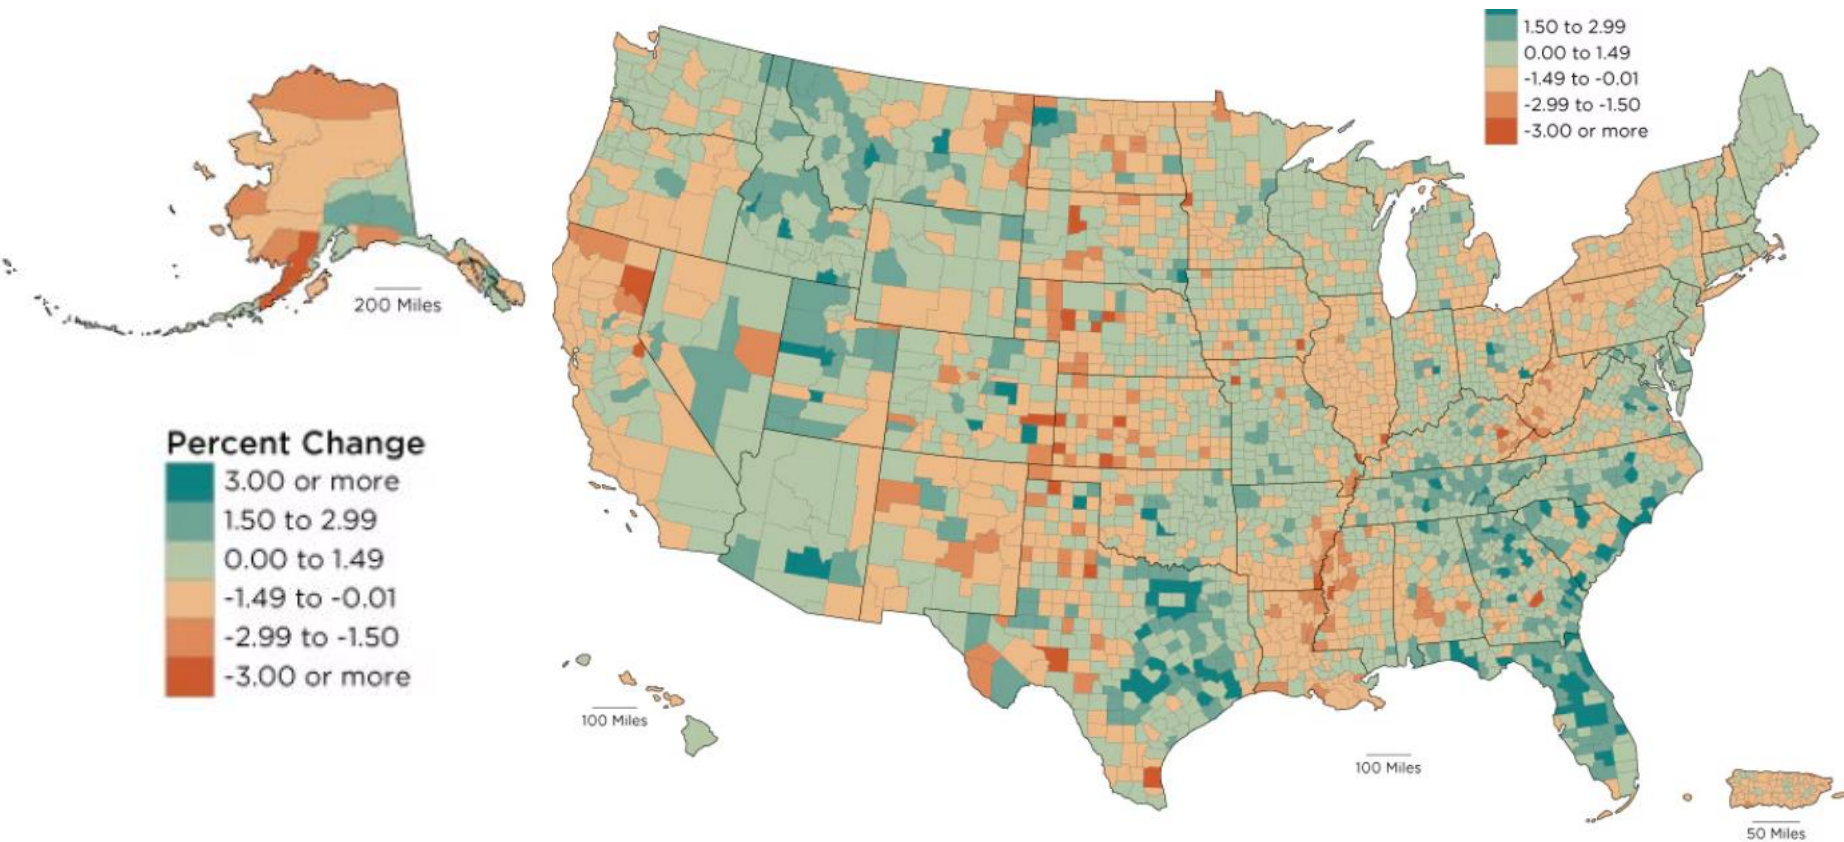 1.50 to 2.99
0.00 to 1.49
-1.49 to -0.01
-2.99 to -1.50
-3.00 or more
200 Miles
Percent Change
3.00 or more
1.50 to 2.99
0.00 to 1.49
-1.49 to -0.01
-2.99 to -1.50
-3.00 or more
100 Miles
100 Miles
50 Miles